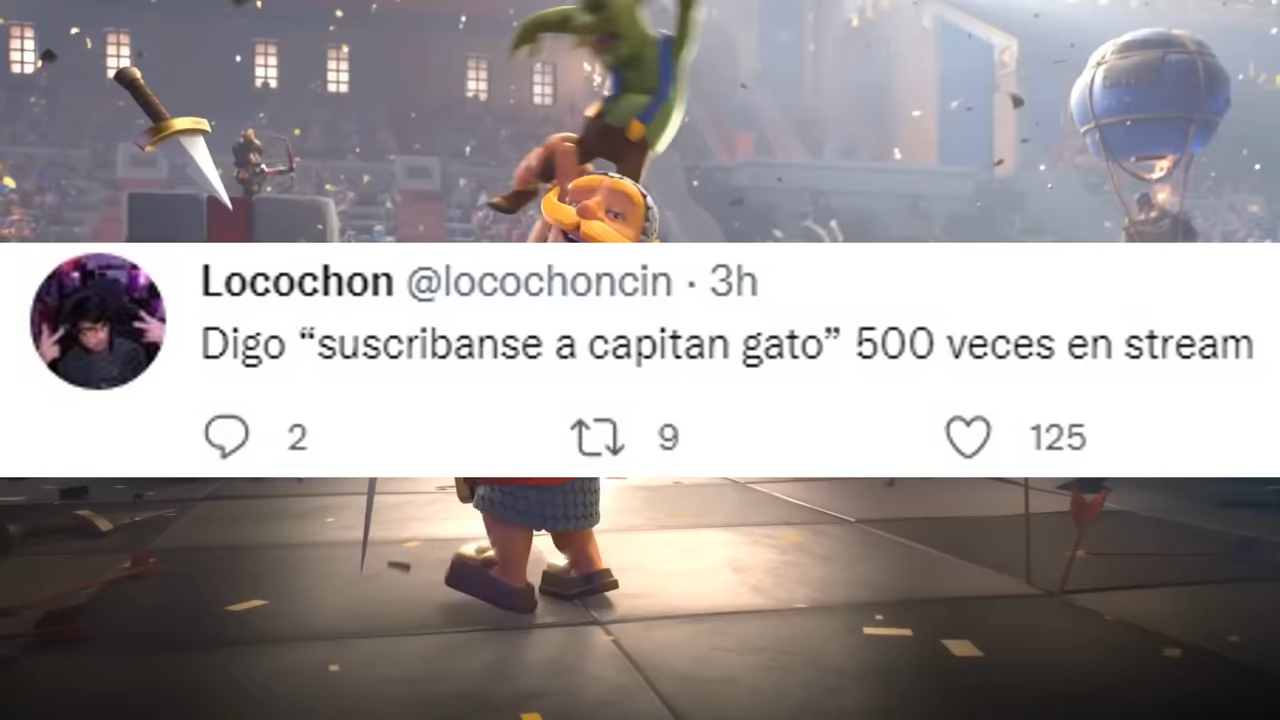 Locochon @locochoncin · 3h
Digo “suscribanse a capitan gato” 500 veces en stream
2 9 125